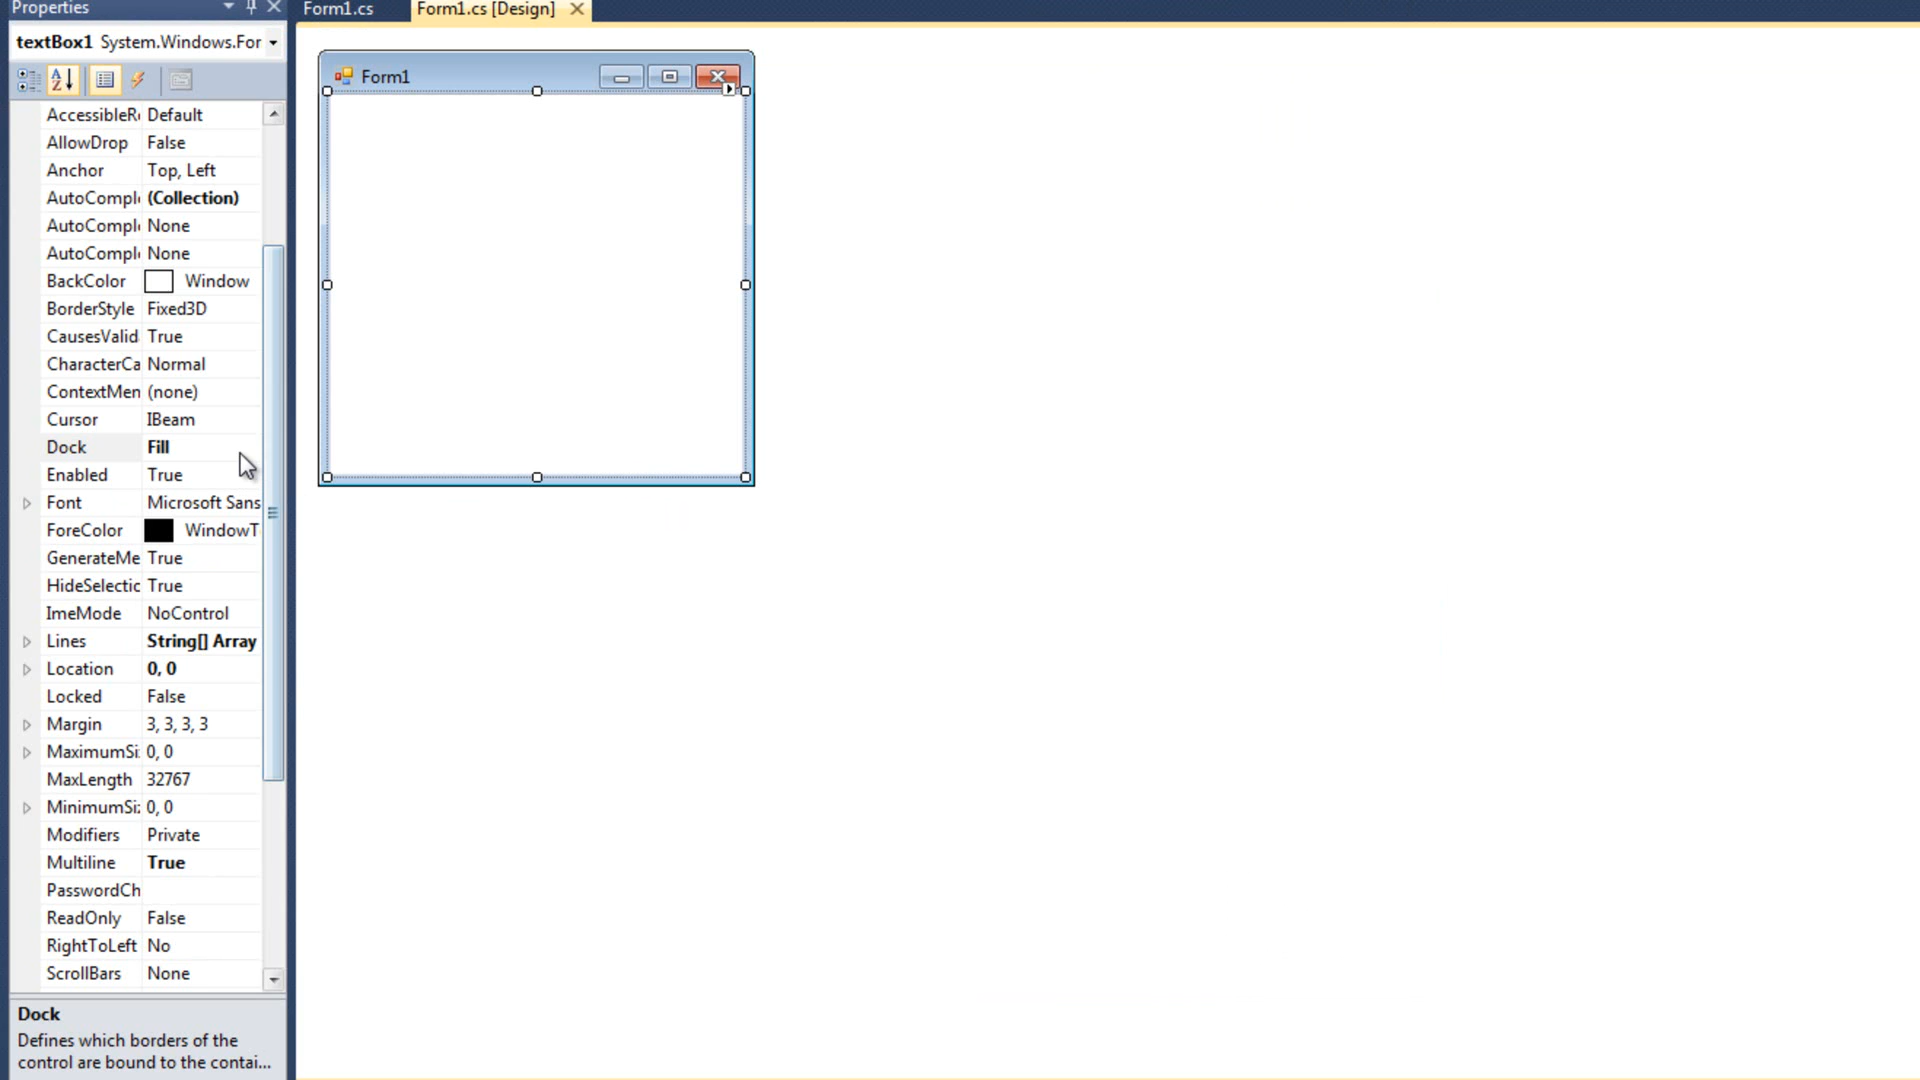 Properties
Form1.cs
Form1.cs [Design]
textBox1 System.Windows.For
Form1
AccessibleR Default
AllowDrop False
Anchor Top, Left
AutoCompl (Collection)
AutoCompl None
AutoCompl None
BackColor Window
BorderStyle Fixed3D
CausesValid True
CharacterCa Normal
ContextMen (none)
Cursor IBeam
Dock Fill
Enabled True
Font Microsoft Sans
ForeColor WindowT
GenerateMe True
HideSelectic True
ImeMode NoControl
Lines String[] Array
Location 0, 0
Locked False
Margin 3, 3, 3, 3
MaximumSi 0, 0
MaxLength 32767
MinimumSi 0, 0
Modifiers Private
Multiline True
PasswordCh
ReadOnly False
RightToLeft No
ScrollBars None
Dock
Defines which borders of the
control are bound to the contai...